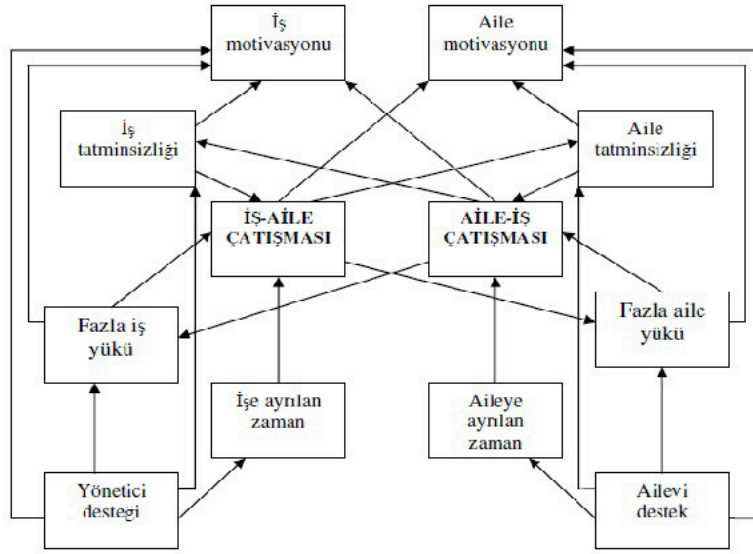 İş
motivasyonu
Aile
motivasyonu
İş
tatminsizliği
Aile
tatminsizliği
İŞ-AİLE
ÇATIŞMASI
AİLE-İŞ
ÇATIŞMASI
Fazla iş
yükü
Fazla aile
yükü
İşe ayrılan
zaman
Aileye
ayrılan
zaman
Yönetici
desteği
Ailevi
destek